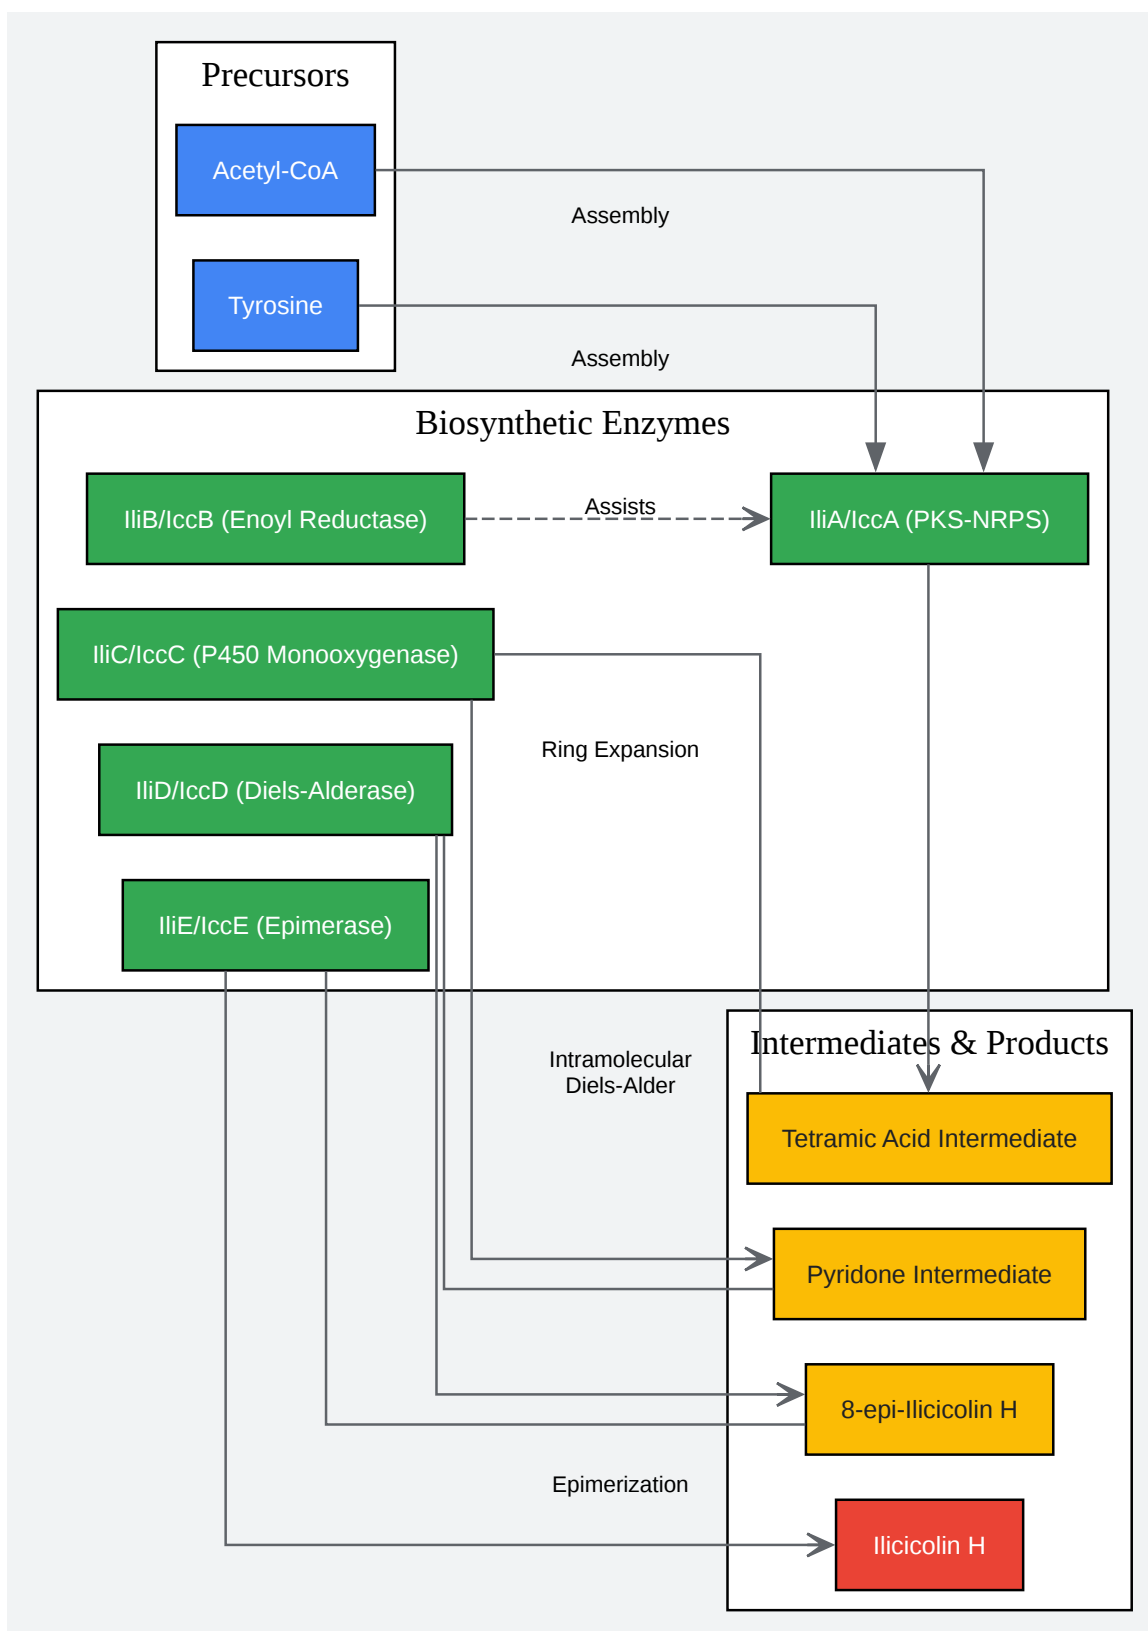 Precursors
Acetyl-CoA
Assembly
Tyrosine
Assembly
Biosynthetic Enzymes
IliB/IccB (Enoyl Reductase)
Assists
IliA/IccA (PKS-NRPS)
IliC/IccC (P450 Monooxygenase)
Ring Expansion
IliD/IccD (Diels-Alderase)
IliE/IccE (Epimerase)
Intermediates & Products
Intramolecular
Diels-Alder
Tetramic Acid Intermediate
Pyridone Intermediate
8-epi-Ilicicolin H
Epimerization
Ilicicolin H